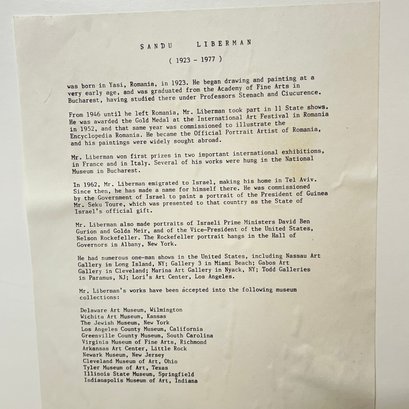 SANDU LIBERMAN
(1923-1977)
was born in Yasi, Romania, in 1923. He began drawing and painting at a
very early age, and was graduated from the Academy of Fine Arts in
Bucharest, having studied there under Professors Stenach and Ciucurence.
From 1946 until he left Romania, Mr. Liberman took part in 11 State shows.
He was awarded the Gold Medal at the International Art Festival in Romania
in 1952, and that same year was commissioned to illustrate the
Encyclopedia Romania. He became the Official Portrait Artist of Romania,
and his paintings were widely sought abroad.
Mr. Liberman won first prizes in two important international exhibitions,
in France and in Italy. Several of his works were hung in the National
Museum in Bucharest.
In 1962, Mr. Liberman emigrated to Israel, making his home in Tel Aviv.
Since then, he has made a name for himself there. He was commissioned
by the Government of Israel to paint a portrait of the President of Guinea
Mr. Seku Toure, which was presented to that country as the State of
Israel's official gift.
Mr. Liberman also made portraits of Israeli Prime Ministers David Ben
Gurion and Golda Meir, and of the Vice-President of the United States,
Nelson Rockefeller. The Rockefeller portrait hangs in the Hall of
Governors in Albany, New York.
He had numerous one-man shows in the United States, including Nassau Art
Gallery in Long Island, NY; Gallery 3 in Miami Beach; Gabos Art
Gallery in Cleveland; Marina Art Gallery in Nyack, NY; Todd Galleries
in Paramus, NJ; Lori's Art Center, Los Angeles.
Mr. Liberman's works have been accepted into the following museum
collections:
Delaware Art Museum, Wilmington
Wichita Art Museum, Kansas
The Jewish Museum, New York
Los Angeles County Museum, California
Greenville County Museum, South Carolina
Virginia Museum of Fine Arts, Richmond
Arkansas Art Center, Little Rock
Newark Museum, New Jersey
Cleveland Museum of Art, Ohio
Tyler Museum of Art, Texas
Illinois State Museum, Springfield
Indianapolis Museum of Art, Indiana